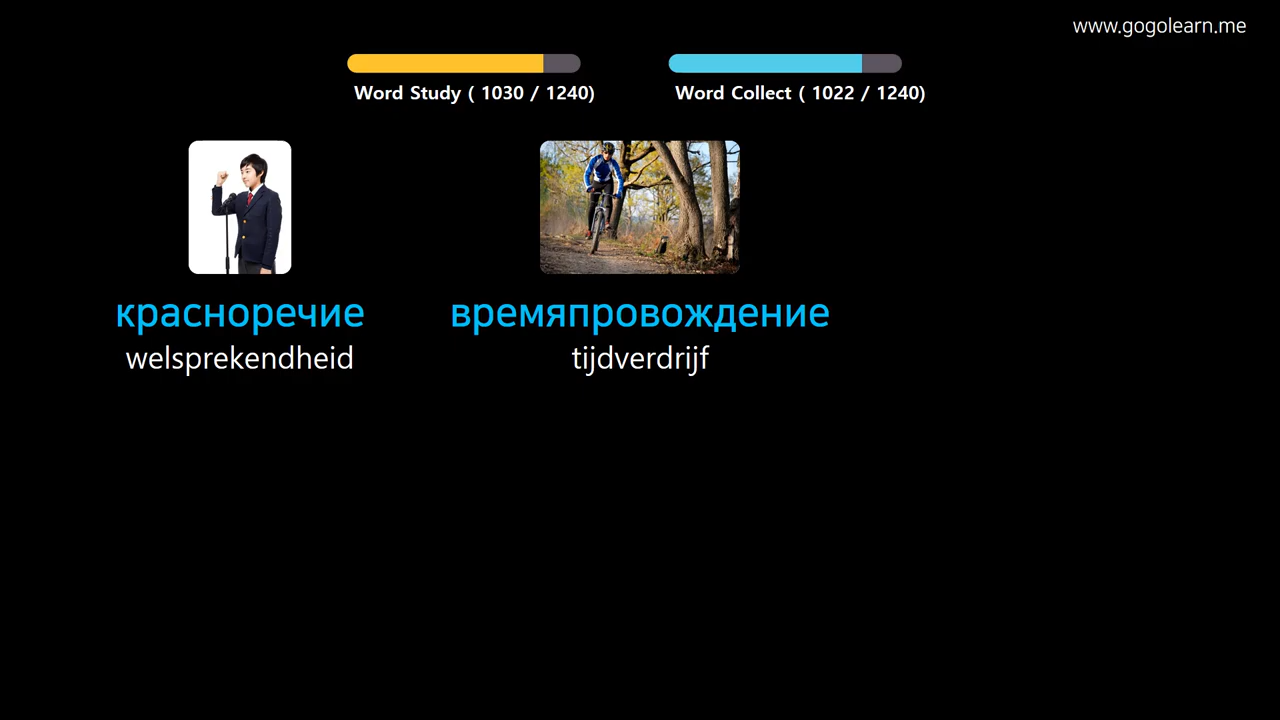 www.gogolearn.me
Word Study ( 1030 / 1240)
Word Collect ( 1022 / 1240)
красноречие
времяпровождение
welsprekendheid
tijdverdrijf